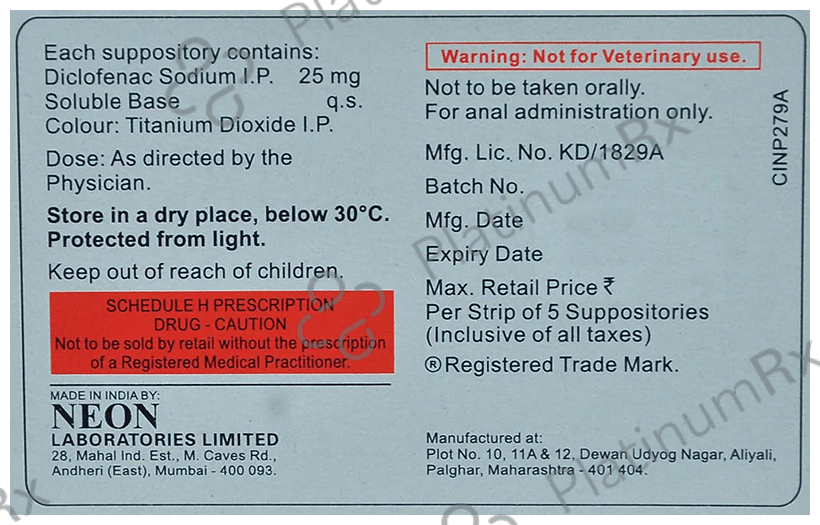 Each suppository contains:
Diclofenac Sodium I.P. 25 mg
Soluble Base q.s.
Colour: Titanium Dioxide I.P.
Dose: As directed by the
Physician.
Store in a dry place, below 30°C.
Protected from light.
Keep out of reach of children.
SCHEDULE H PRESCRIPTION
DRUG - CAUTION
Not to be sold by retail without the prescription
of a Registered Medical Practitioner.
MADE IN INDIA BY:
NEON
LABORATORIES LIMITED
28, Mahal Ind. Est., M. Caves Rd.,
Andheri (East), Mumbai - 400 093.
Warning: Not for Veterinary use.
Not to be taken orally.
For anal administration only.
Mfg. Lic. No. KD/1829A
Batch No.
Mfg. Date
Expiry Date
Max. Retail Price ₹
Per Strip of 5 Suppositories
(Inclusive of all taxes)
®Registered Trade Mark.
Manufactured at:
Plot No. 10, 11A & 12, Dewan Udyog Nagar, Aliyali,
Palghar, Maharashtra - 401 404.
CINP279A
PlatinumRx
PlatinumRx
PlatinumRx
Rx